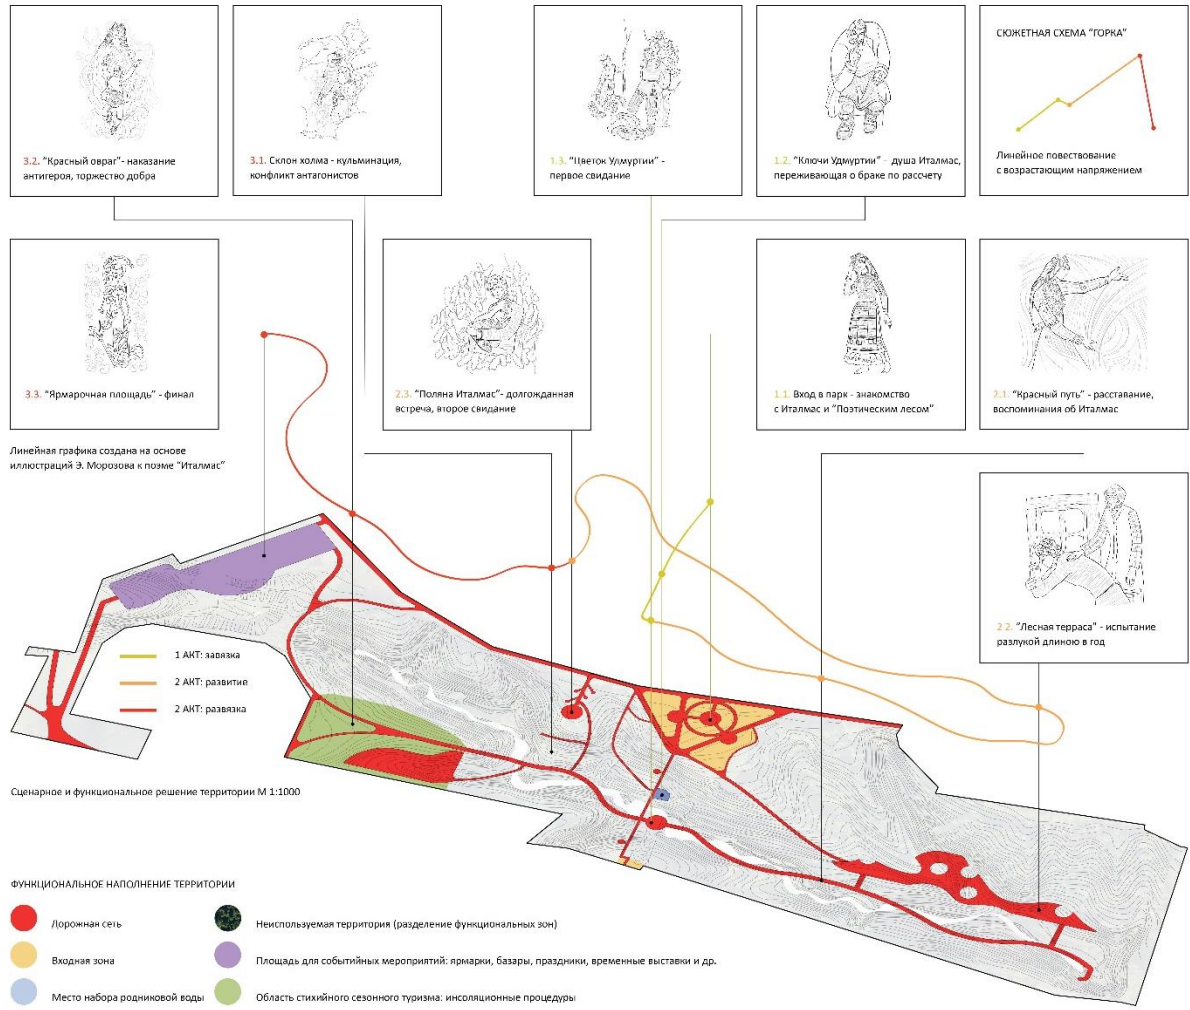 3.2. "Красный овраг"- наказание
антигероя, торжество добра
3.1. Склон холма - кульминация,
конфликт антагонистов
1.3. "Цветок Удмуртии" -
первое свидание
1.2. "Ключи Удмуртии" - душа Италмас,
переживающая о браке по рассчету
СЮЖЕТНАЯ СХЕМА "ГОРКА"
Линейное повествование
с возрастающим напряжением
3.3. "Ярмарочная площадь" - финал
2.3. "Поляна Италмас"- долгожданная
встреча, второе свидание
1.1. Вход в парк - знакомство
с Италмас и "Поэтическим лесом"
2.1. "Красный путь" - расставание,
воспоминания об Италмас
Линейная графика создана на основе
иллюстраций Э. Морозова к поэме "Италмас"
2.2. "Лесная терраса" - испытание
разлукой длиною в год
1 АКТ: завязка
2 АКТ: развитие
2 АКТ: развязка
Сценарное и функциональное решение территории М 1:1000
ФУНКЦИОНАЛЬНОЕ НАПОЛНЕНИЕ ТЕРРИТОРИИ
Дорожная сеть
Неиспользуемая территория (разделение функциональных зон)
Входная зона
Площадь для событийных мероприятий: ярмарки, базары, праздники, временные выставки и др.
Место набора родниковой воды
Область стихийного сезонного туризма: инсоляционные процедуры